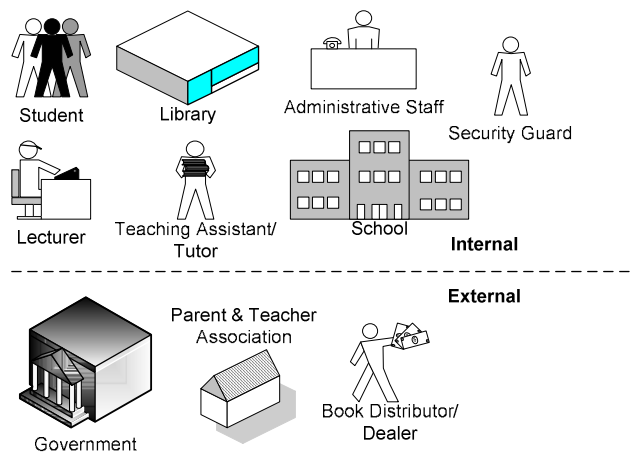 Student
Library
Administrative Staff
Security Guard
Lecturer
Teaching Assistant/
Tutor
School
Internal
External
Parent & Teacher
Association
Government
Book Distributor/
Dealer